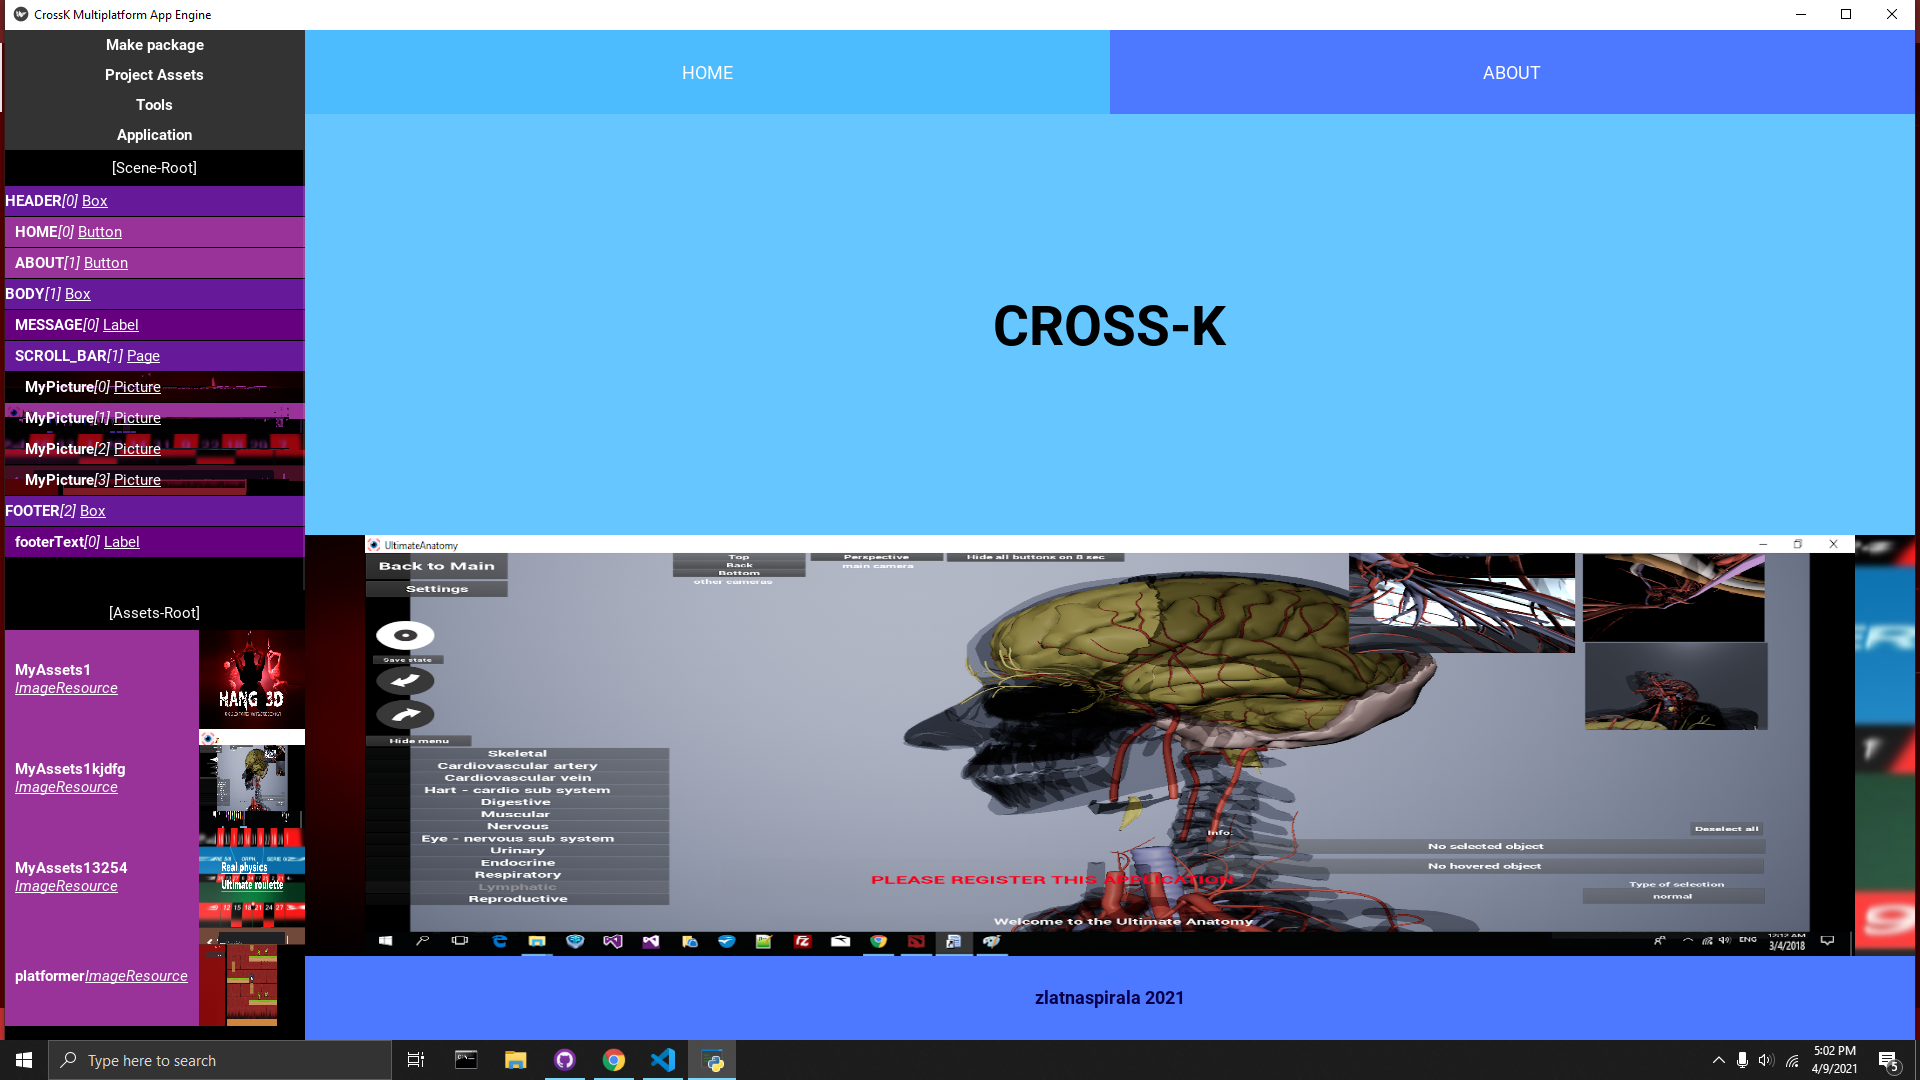 CrossK Multiplatform App Engine
Make package
Project Assets
Tools
Application
[Scene-Root]
HEADER[0] Box
HOME[0] Button
ABOUT[1] Button
BODY[1] Box
MESSAGE[0] Label
SCROLL_BAR[1] Page
MyPicture[0] Picture
MyPicture[1] Picture
MyPicture[2] Picture
MyPicture[3] Picture
FOOTER[2] Box
footerText[0] Label
[Assets-Root]
MyAssets1
ImageResource
HANG 3D
MyAssets1kjdfg
ImageResource
MyAssets13254
ImageResource
Real physics
Ultimate roullette
platformerImageResource
HOME
ABOUT
CROSS-K
UltimateAnatomy
Back to Main
Settings
Top
Back
Bottom
other cameras
Perspective
main camera
Hide all buttons on 8 sec
Save state
Hide menu
Skeletal
Cardiovascular artery
Cardiovascular vein
Hart - cardio sub system
Digestive
Muscular
Nervous
Eye - nervous sub system
Urinary
Endocrine
Respiratory
Lymphatic
Reproductive
Info:
Deselect all
No selected object
No hovered object
Type of selection
normal
PLEASE REGISTER THIS APPLICATION
Welcome to the Ultimate Anatomy
ENG
12:12 AM
3/4/2018
zlatnaspirala 2021
Type here to search
5:02 PM
4/9/2021
5